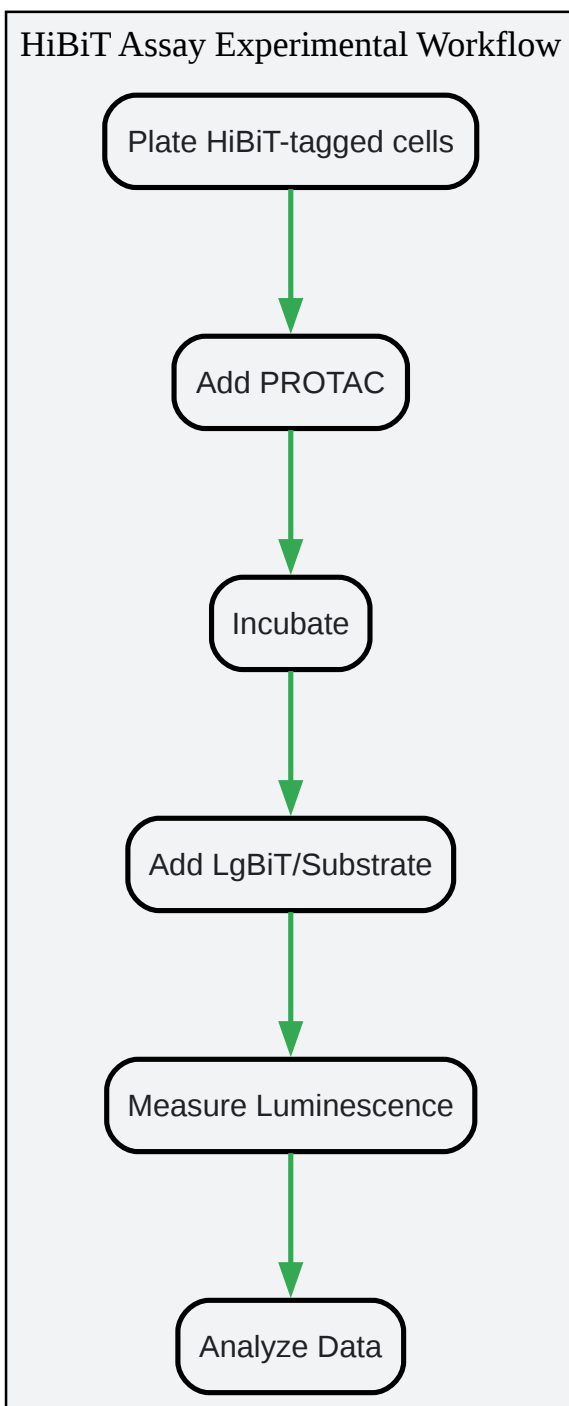 HiBiT Assay Experimental Workflow
Plate HiBiT-tagged cells
Add PROTAC
Incubate
Add LgBiT/Substrate
Measure Luminescence
Analyze Data